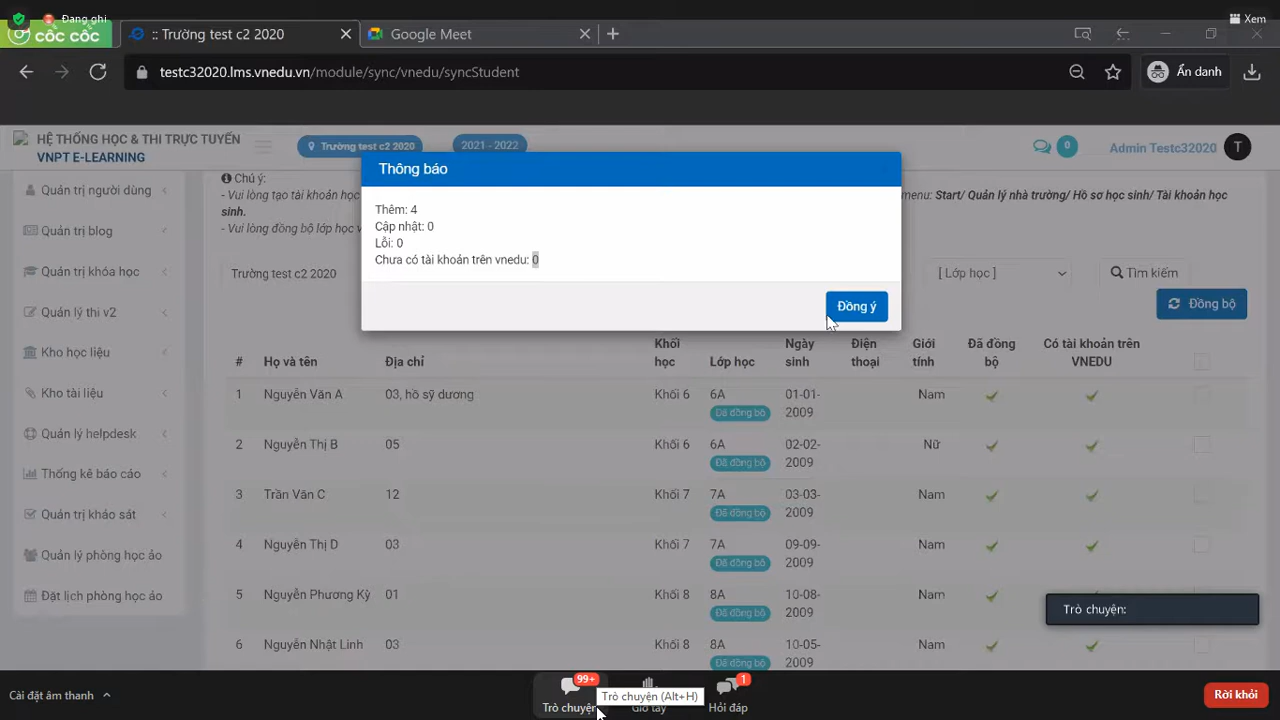 Đang ghi
Xem
cốc cốc
:: Trường test c2 2020
Google Meet
testc32020.lms.vnedu.vn/module/sync/vnedu/syncStudent
Ẩn danh
HỆ THỐNG HỌC & THI TRỰC TUYẾN
VNPT E-LEARNING
Trường test c2 2020
2021 - 2022
0
Admin Testc32020
T
Quản trị người dùng
Quản trị blog
Quản trị khóa học
Quản lý thi v2
Kho học liệu
Kho tài liệu
Quản lý helpdesk
Thống kê báo cáo
Quản trị khảo sát
Quản lý phòng học ảo
Đặt lịch phòng học ảo
Chú ý:
- Vui lòng tạo tài khoản học
menu: Start/ Quản lý nhà trường/ Hồ sơ học sinh/ Tài khoản học
sinh.
- Vui lòng đồng bộ lớp học v
Thông báo
Thêm: 4
Cập nhật: 0
Lỗi: 0
Chưa có tài khoản trên vnedu: 0
Đồng ý
Trường test c2 2020
[ Lớp học ]
Tìm kiếm
Đồng bộ
# Họ và tên Địa chỉ Khối học Lớp học Ngày sinh Điện thoại Giới tính Đã đồng bộ Có tài khoản trên VNEDU
1 Nguyễn Văn A 03, hồ sỹ dương Khối 6 6A 01-01-2009 Nam
Đã đồng bộ
2 Nguyễn Thị B 05 Khối 6 6A 02-02-2009 Nữ
Đã đồng bộ
3 Trần Văn C 12 Khối 7 7A 03-03-2009 Nam
Đã đồng bộ
4 Nguyễn Thị D 03 Khối 7 7A 09-09-2009 Nam
Đã đồng bộ
5 Nguyễn Phương Kỳ 01 Khối 8 8A 10-08-2009 Nam
Đã đồng bộ
6 Nguyễn Nhật Linh 03 Khối 8 8A 10-05-2009 Nam
Đã đồng bộ
Trò chuyện:
Cài đặt âm thanh
99+
Trò chuyện
Trò chuyện (Alt+H)
Giơ tay
1
Hỏi đáp
Rời khỏi